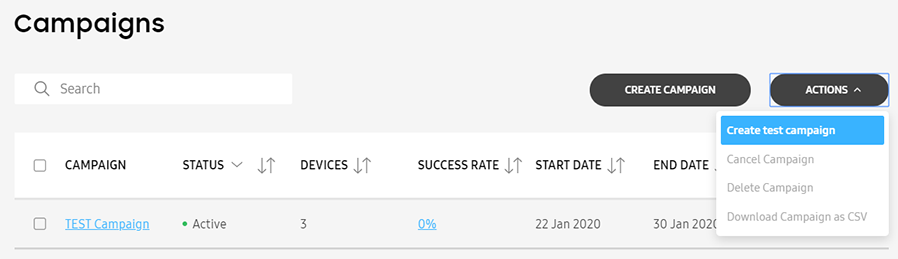 Campaigns
Search
CREATE CAMPAIGN
ACTIONS
Create test campaign
Cancel Campaign
Delete Campaign
Download Campaign as CSV
CAMPAIGN STATUS DEVICES SUCCESS RATE START DATE END DATE
TEST Campaign Active 3 0% 22 Jan 2020 30 Jan 2020